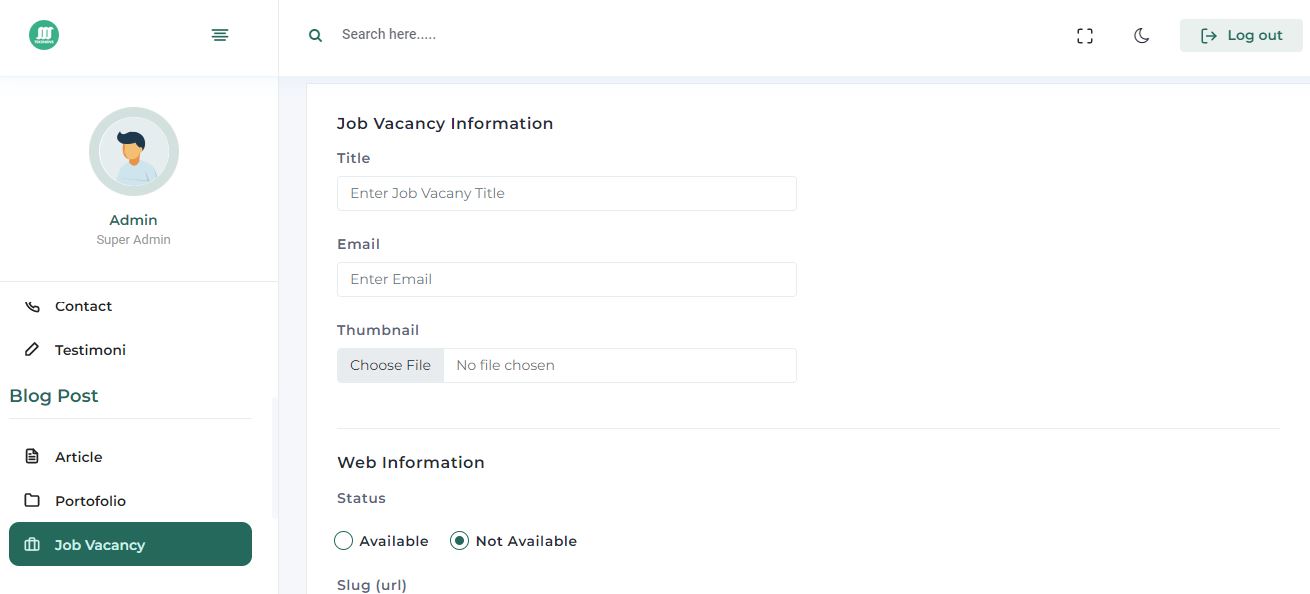 Search here.....
Log out
Admin
Super Admin
Contact
Testimoni
Blog Post
Article
Portofolio
Job Vacancy
Job Vacancy Information
Title
Enter Job Vacany Title
Email
Enter Email
Thumbnail
Choose File No file chosen
Web Information
Status
Available Not Available
Slug (url)